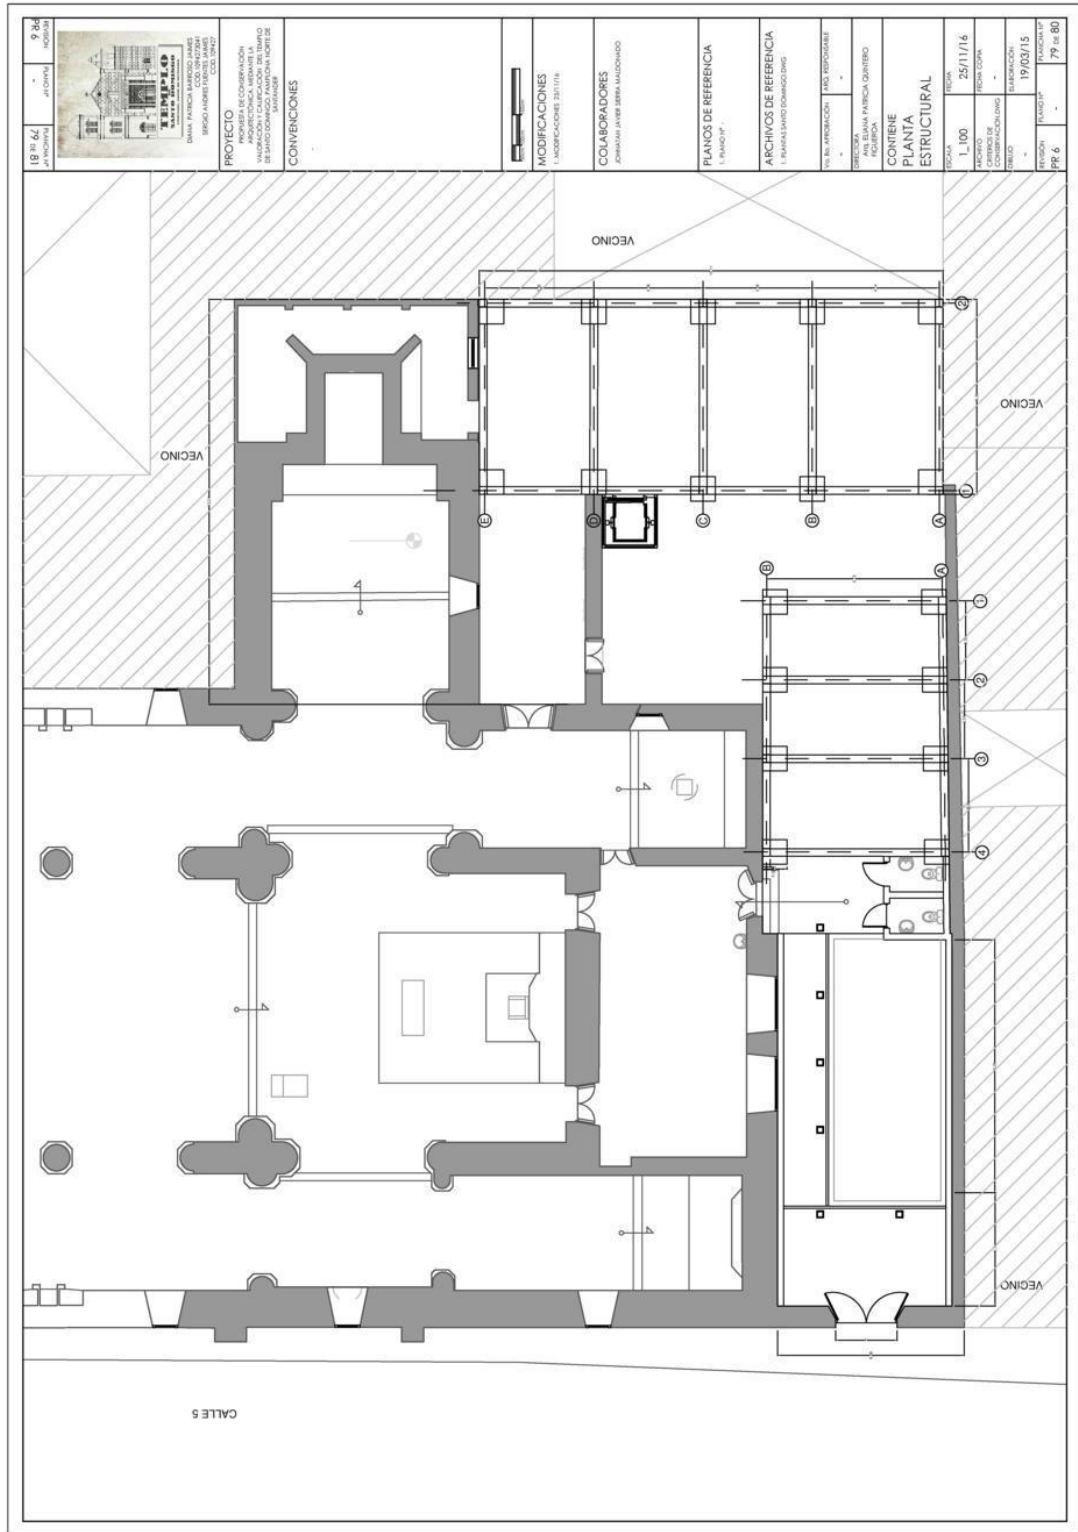 REVISIÓN
PLANO Nº
PLANCHA Nº
PR 6
-
79 DE 81
TEMPLO
SANTO DOMINGO
DIANA PATRICIA BARROSO JAIMES
SERGIO ANDRES FUENTES JAIMES
PROYECTO
PROPUESTA DE CONSERVACIÓN
ARQUITECTÓNICA, MEDIANTE LA
VALORACIÓN Y CALIFICACIÓN DEL TEMPLO
DE SANTO DOMINGO, PAMPLONA NORTE DE
SANTANDER
CONVENCIONES
.
MODIFICACIONES
1. MODIFICACIONES 25/11/16
COLABORADORES
JOHNATAN JAVIER SIERRA MALDONADO
PLANOS DE REFERENCIA
1. PLANO Nº -
ARCHIVOS DE REFERENCIA
1. PLANTAS SANTO DOMINGO.DWG
Vo. Bo. APROBACIÓN
ARQ. RESPONSABLE
-
-
DIRECTORA
ARQ. ELIANA PATRICIA QUINTERO
FIGUEROA
CONTIENE
PLANTA
ESTRUCTURAL
ESCALA
FECHA
1_100
25/11/16
ARCHIVO
FECHA COPIA
CRITERIOS DE
CONSERVACION.DWG
-
DIBUJO
ELABORACIÓN
-
19/03/15
REVISIÓN
PLANO Nº
PLANCHA Nº
PR 6
-
79 DE 80
VECINO
VECINO
VECINO
VECINO
CALLE 5
E
D
C
B
A
2
1
B
A
1
2
3
4